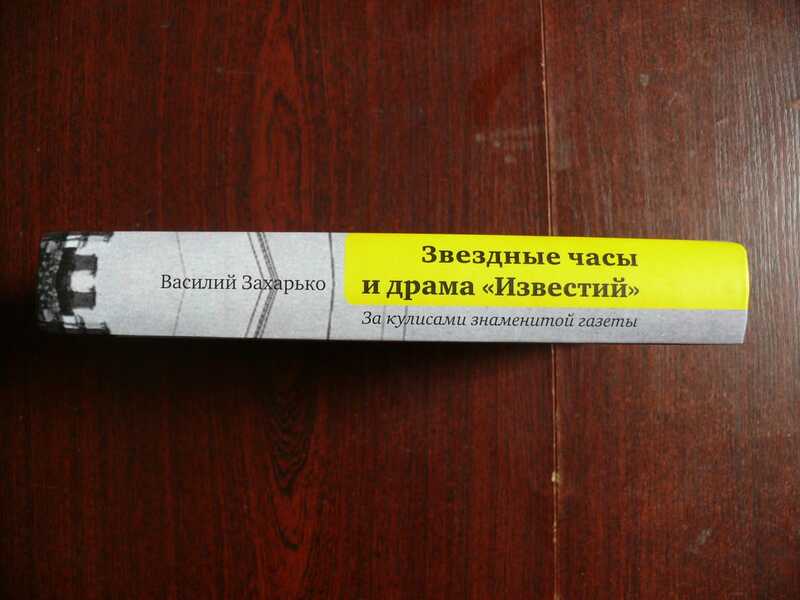 Василий Захарько
Звездные часы
и драма «Известий»
За кулисами знаменитой газеты